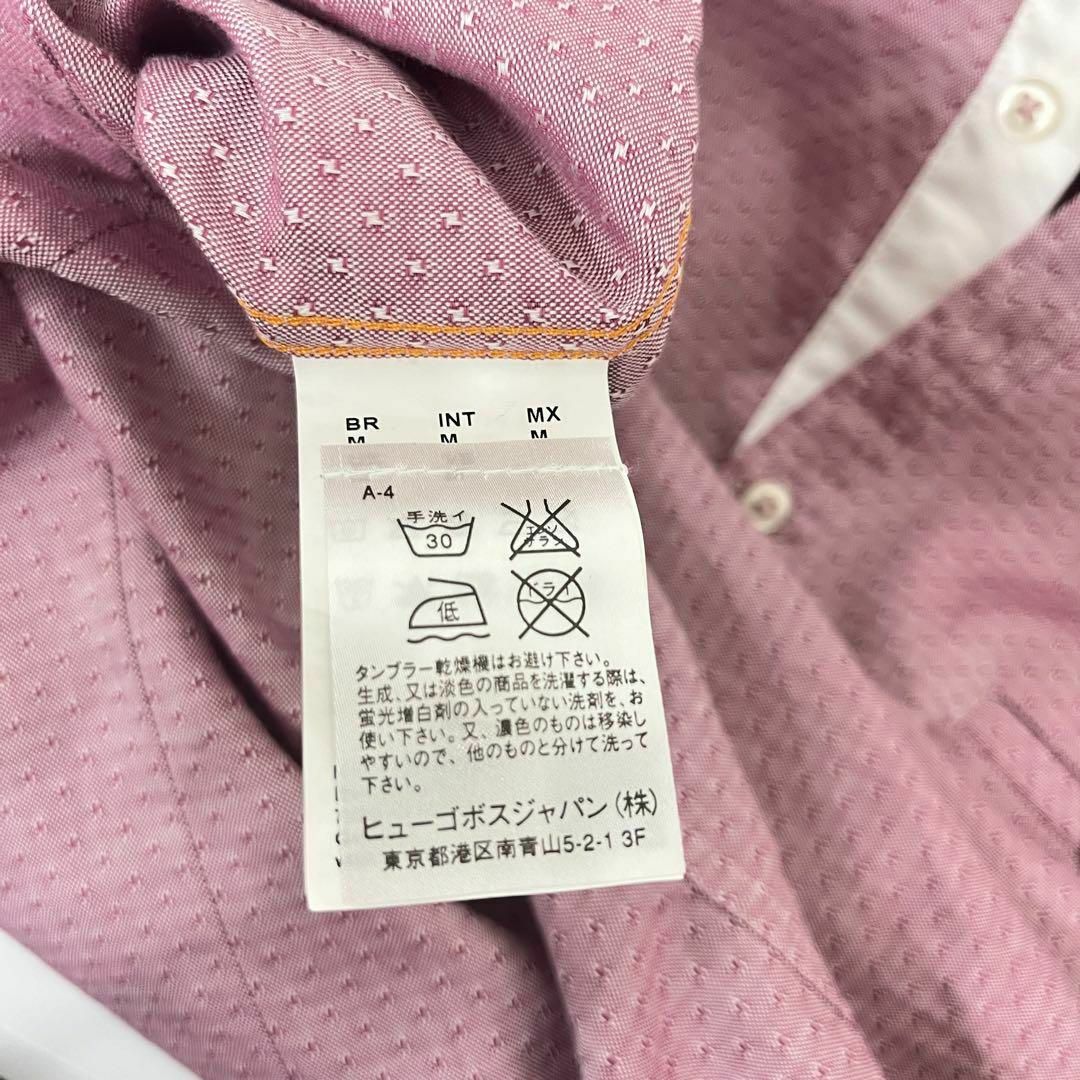 BR INT MX
M M M
A-4
手洗イ
30
エンソ
サラシ
低
ドライ
タンブラー乾燥機はお避け下さい。
生成、又は淡色の商品を洗濯する際は、
蛍光増白剤の入っていない洗剤を、お
使い下さい。又、濃色のものは移染し
やすいので、他のものと分けて洗って
下さい。
ヒューゴボスジャパン(株)
東京都港区南青山5-2-1 3F